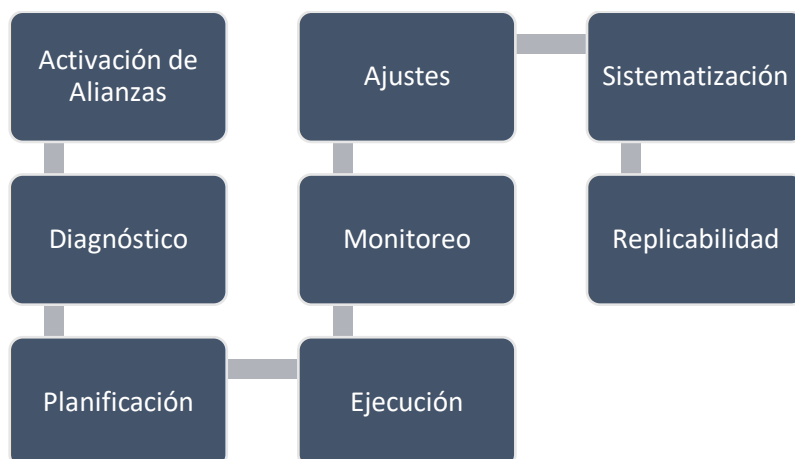 Activación de
Alianzas
Diagnóstico
Planificación
Ejecución
Monitoreo
Ajustes
Sistematización
Replicabilidad